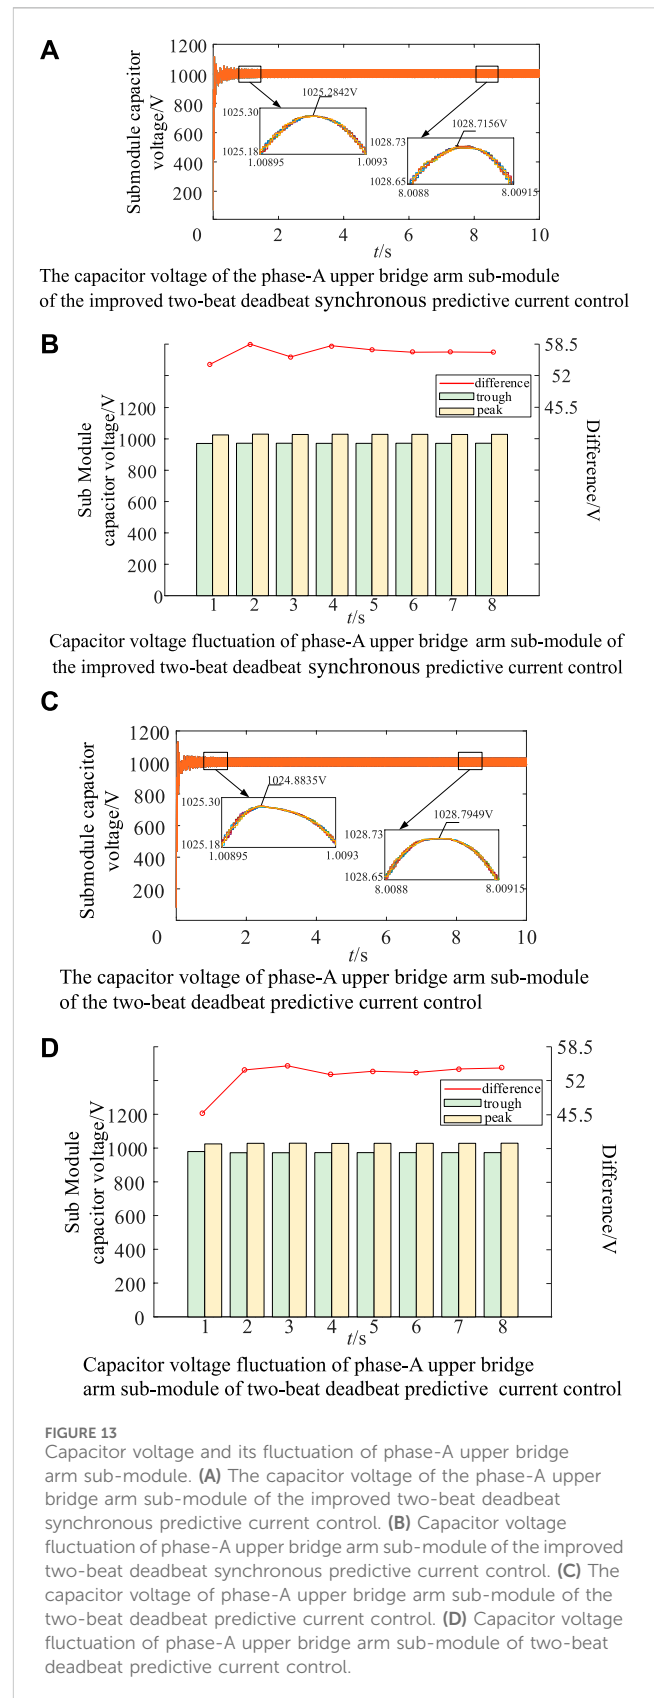 A
1200
1000
800
600
400
200
0
2
4
6
8
10
Submodule capacitor
voltage/V
t/s
1025.2842V
1025.30
1025.18
1.00895
1.0093
1028.7156V
1028.73
1028.65
8.0088
8.00915
The capacitor voltage of the phase-A upper bridge arm sub-module
of the improved two-beat deadbeat synchronous predictive current control
B
58.5
52
45.5
difference
trough
peak
1200
1000
800
600
400
200
0
1
2
3
4
5
6
7
8
Sub Module
capacitor voltage/V
Difference/V
t/s
Capacitor voltage fluctuation of phase-A upper bridge arm sub-module of
the improved two-beat deadbeat synchronous predictive current control
C
1200
1000
800
600
400
200
0
2
4
6
8
10
Submodule capacitor
voltage/V
t/s
1024.8835V
1025.30
1025.18
1.00895
1.0093
1028.7949V
1028.73
1028.65
8.0088
8.00915
The capacitor voltage of phase-A upper bridge arm sub-module
of the two-beat deadbeat predictive current control
D
58.5
52
45.5
difference
trough
peak
1200
1000
800
600
400
200
0
1
2
3
4
5
6
7
8
Sub Module
capacitor voltage/V
Difference/V
t/s
Capacitor voltage fluctuation of phase-A upper bridge
arm sub-module of two-beat deadbeat predictive current control
FIGURE 13
Capacitor voltage and its fluctuation of phase-A upper bridge
arm sub-module. (A) The capacitor voltage of the phase-A upper
bridge arm sub-module of the improved two-beat deadbeat
synchronous predictive current control. (B) Capacitor voltage
fluctuation of phase-A upper bridge arm sub-module of the improved
two-beat deadbeat synchronous predictive current control. (C) The
capacitor voltage of phase-A upper bridge arm sub-module of the
two-beat deadbeat predictive current control. (D) Capacitor voltage
fluctuation of phase-A upper bridge arm sub-module of two-beat
deadbeat predictive current control.